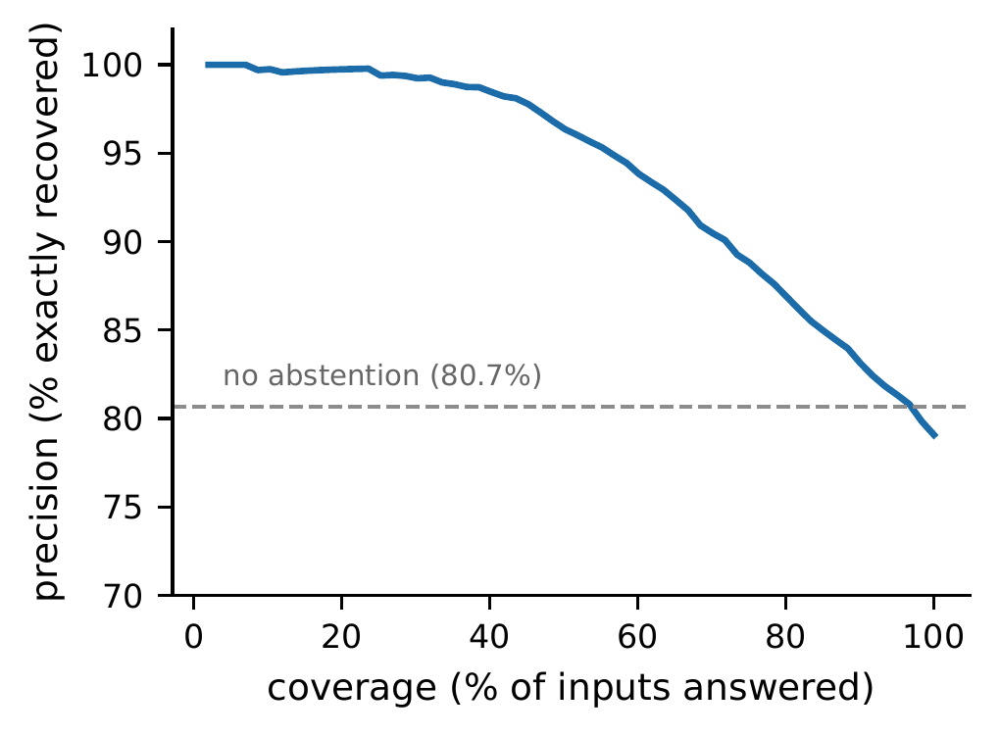 precision (% exactly recovered)
100
95
90
85
80
75
70
no abstention (80.7%)
0 20 40 60 80 100
coverage (% of inputs answered)